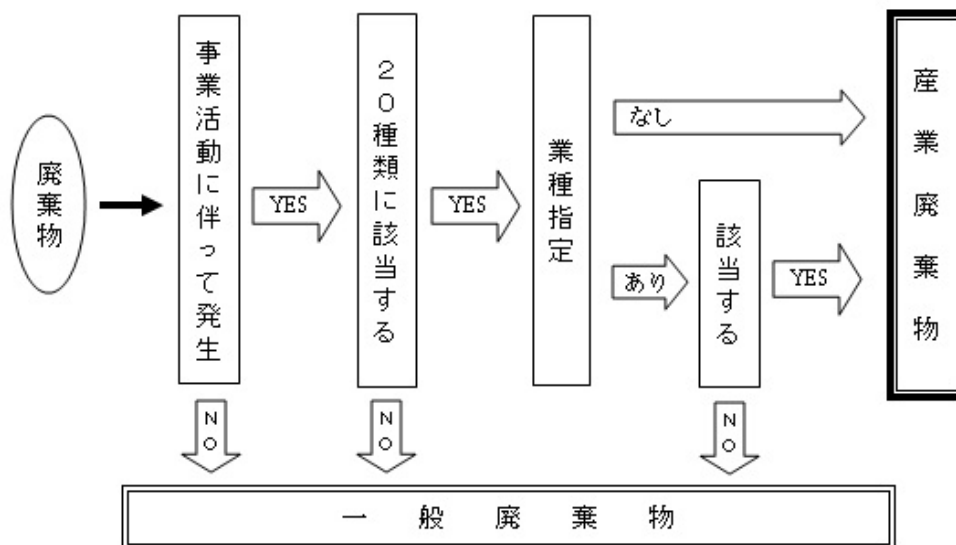 廃棄物
事業活動に伴って発生
YES
２０種類に該当する
YES
業種指定
なし
あり
該当する
YES
産業廃棄物
NO
NO
NO
一般廃棄物